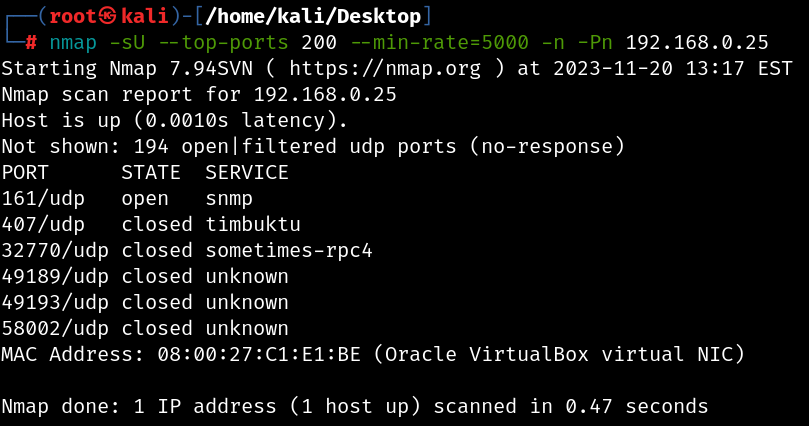 ┌──(root㉿kali)-[/home/kali/Desktop]
└─# nmap -sU --top-ports 200 --min-rate=5000 -n -Pn 192.168.0.25
Starting Nmap 7.94SVN ( https://nmap.org ) at 2023-11-20 13:17 EST
Nmap scan report for 192.168.0.25
Host is up (0.0010s latency).
Not shown: 194 open|filtered udp ports (no-response)
PORT      STATE  SERVICE
161/udp   open   snmp
407/udp   closed timbuktu
32770/udp closed sometimes-rpc4
49189/udp closed unknown
49193/udp closed unknown
58002/udp closed unknown
MAC Address: 08:00:27:C1:E1:BE (Oracle VirtualBox virtual NIC)

Nmap done: 1 IP address (1 host up) scanned in 0.47 seconds